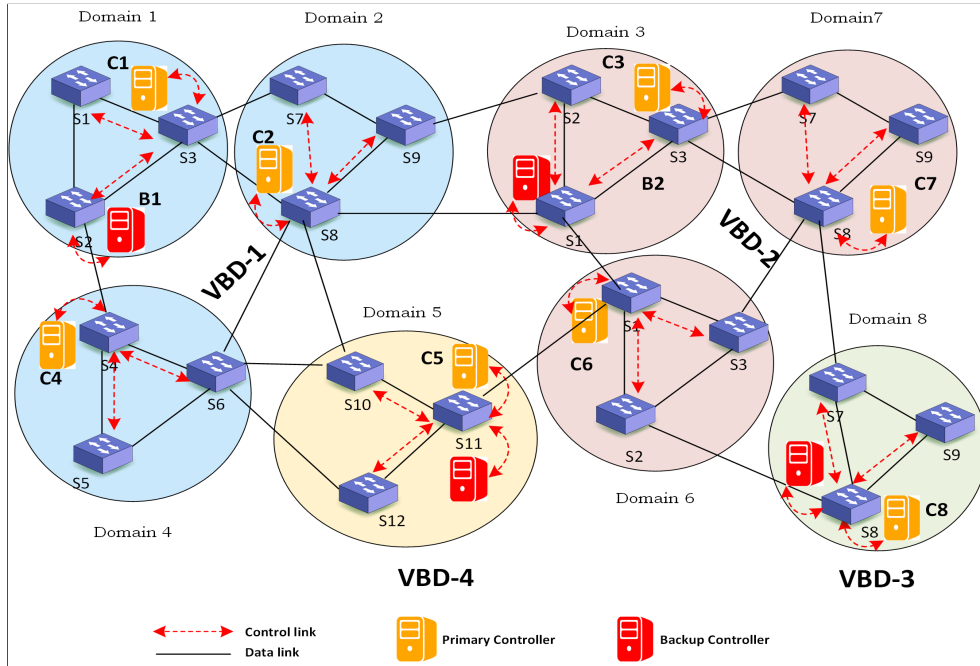 Domain 1
Domain 2
Domain 3
Domain7
C1
S1
S3
B1
S2
S7
C2
S9
S8
C3
S2
S3
B2
S1
S7
S9
C7
S8
VBD-1
VBD-2
Domain 5
Domain 8
C4
S4
S6
S5
Domain 4
C5
S10
S11
S12
S1
C6
S3
S2
Domain 6
S7
S9
S8
C8
VBD-4
VBD-3
Control link
Data link
Primary Controller
Backup Controller